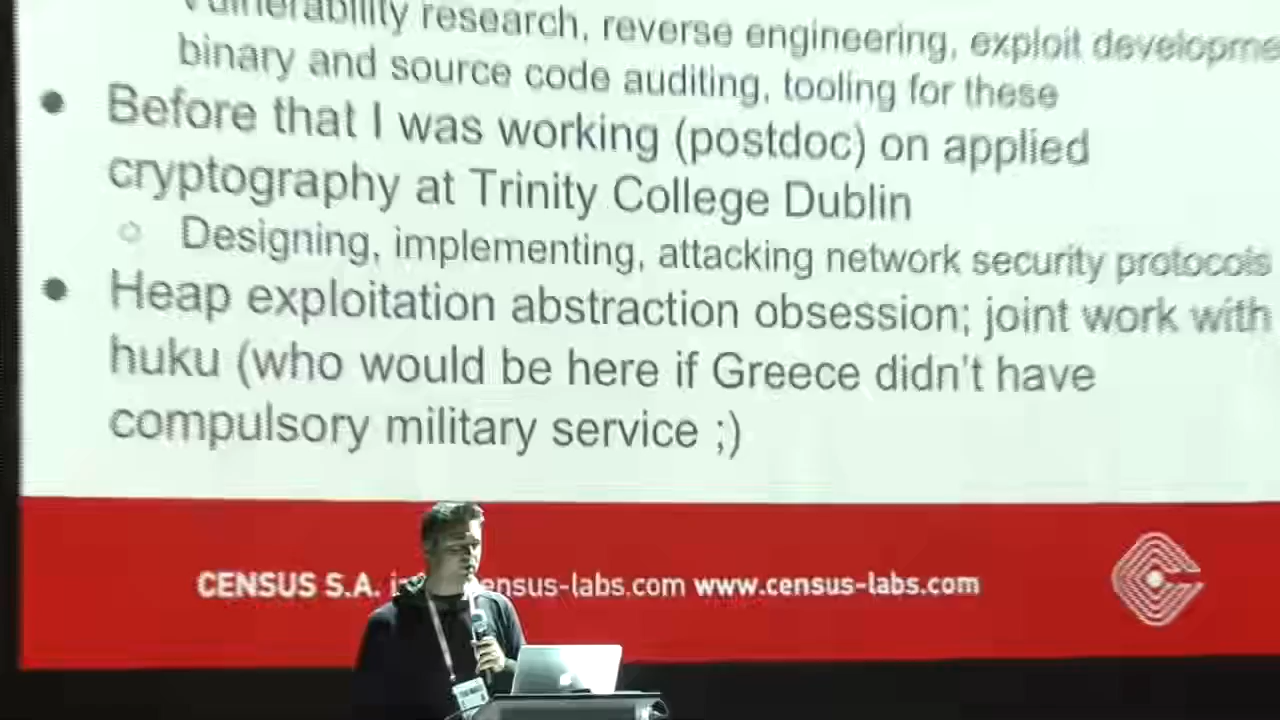 Vulnerability research, reverse engineering, exploit developme
binary and source code auditing, tooling for these
Before that I was working (postdoc) on applied
cryptography at Trinity College Dublin
Designing, implementing, attacking network security protocols
Heap exploitation abstraction obsession; joint work with
huku (who would be here if Greece didn't have
compulsory military service ;)
CENSUS S.A. ensus-labs.com www.census-labs.com